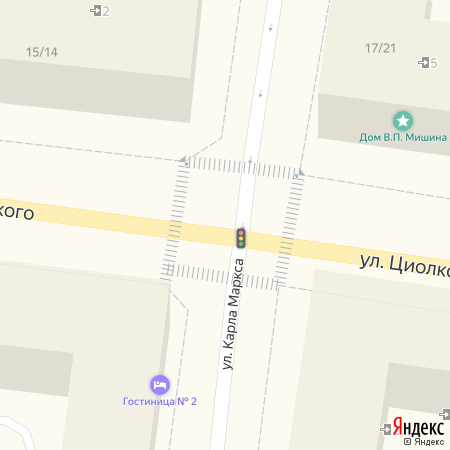 2
15/14
17/21
5
Дом В.П. Мишина
кого
ул. Циолко
ул. Карла Маркса
Гостиница № 2
Яндекс
© Яндекс